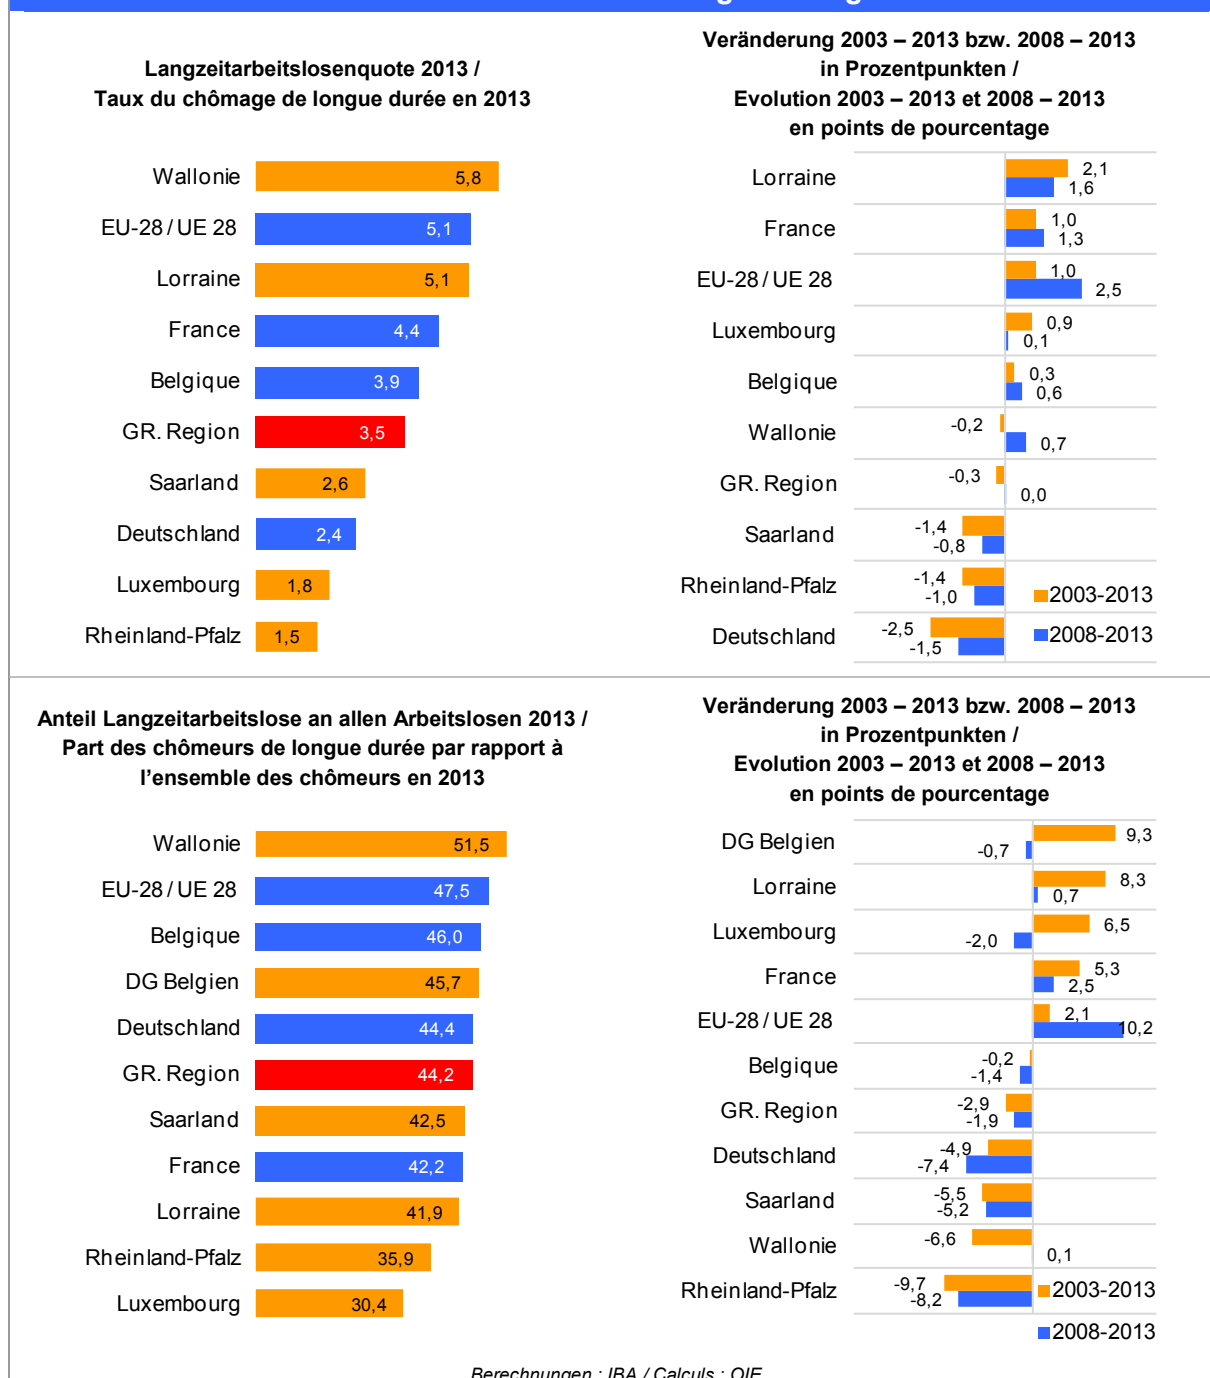 Langzeitarbeitslosenquote 2013 /
Taux du chômage de longue durée en 2013
Wallonie 5,8
EU-28 / UE 28 5,1
Lorraine 5,1
France 4,4
Belgique 3,9
GR. Region 3,5
Saarland 2,6
Deutschland 2,4
Luxembourg 1,8
Rheinland-Pfalz 1,5
Veränderung 2003 – 2013 bzw. 2008 – 2013
in Prozentpunkten /
Evolution 2003 – 2013 et 2008 – 2013
en points de pourcentage
Lorraine 2,1
1,6
France 1,0
1,3
EU-28 / UE 28 1,0
2,5
Luxembourg 0,9
0,1
Belgique 0,3
0,6
Wallonie -0,2
0,7
GR. Region -0,3
0,0
Saarland -1,4
-0,8
Rheinland-Pfalz -1,4
-1,0
Deutschland -2,5
-1,5
2003-2013
2008-2013
Anteil Langzeitarbeitslose an allen Arbeitslosen 2013 /
Part des chômeurs de longue durée par rapport à
l'ensemble des chômeurs en 2013
Wallonie 51,5
EU-28 / UE 28 47,5
Belgique 46,0
DG Belgien 45,7
Deutschland 44,4
GR. Region 44,2
Saarland 42,5
France 42,2
Lorraine 41,9
Rheinland-Pfalz 35,9
Luxembourg 30,4
Veränderung 2003 – 2013 bzw. 2008 – 2013
in Prozentpunkten /
Evolution 2003 – 2013 et 2008 – 2013
en points de pourcentage
DG Belgien 9,3
-0,7
Lorraine 8,3
0,7
Luxembourg 6,5
-2,0
France 5,3
2,5
EU-28 / UE 28 2,1
10,2
Belgique -0,2
-1,4
GR. Region -2,9
-1,9
Deutschland -4,9
-7,4
Saarland -5,5
-5,2
Wallonie -6,6
0,1
Rheinland-Pfalz -9,7
-8,2
2003-2013
2008-2013
Berechnungen : IBA / Calculs : OIE